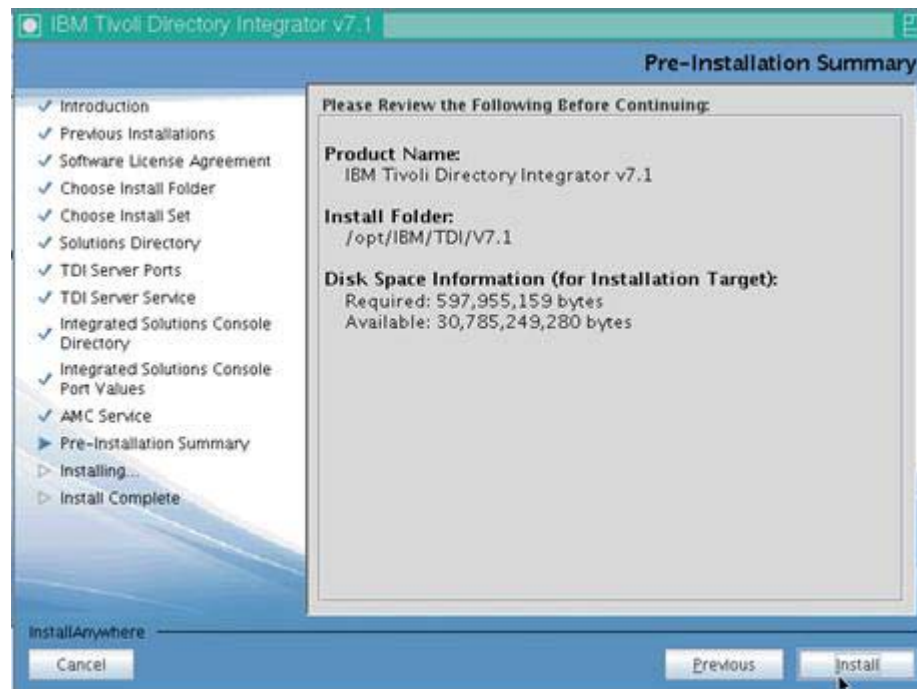 IBM Tivoli Directory Integrator v7.1
Pre-Installation Summary
Introduction
Previous Installations
Software License Agreement
Choose Install Folder
Choose Install Set
Solutions Directory
TDI Server Ports
TDI Server Service
Integrated Solutions Console
Directory
Integrated Solutions Console
Port Values
AMC Service
Pre-Installation Summary
Installing...
Install Complete
Please Review the Following Before Continuing:
Product Name:
IBM Tivoli Directory Integrator v7.1
Install Folder:
/opt/IBM/TDI/V7.1
Disk Space Information (for Installation Target):
Required: 597,955,159 bytes
Available: 30,785,249,280 bytes
InstallAnywhere
Cancel
Previous
Install